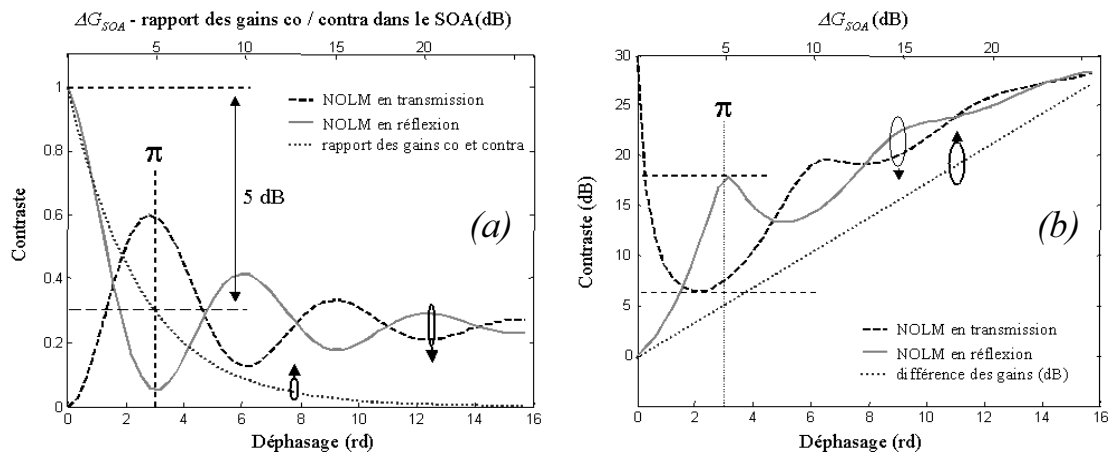 ΔG_SOA - rapport des gains co / contra dans le SOA(dB)
0 5 10 15 20
1
0.8
0.6
0.4
0.2
0
Contraste
NOLM en transmission
NOLM en réflexion
rapport des gains co et contra
π
5 dB
(a)
0 2 4 6 8 10 12 14 16
Déphasage (rd)
ΔG_SOA (dB)
0 5 10 15 20
30
25
20
15
10
5
0
Contraste (dB)
π
(b)
NOLM en transmission
NOLM en réflexion
différence des gains (dB)
0 2 4 6 8 10 12 14 16
Déphasage (rd)